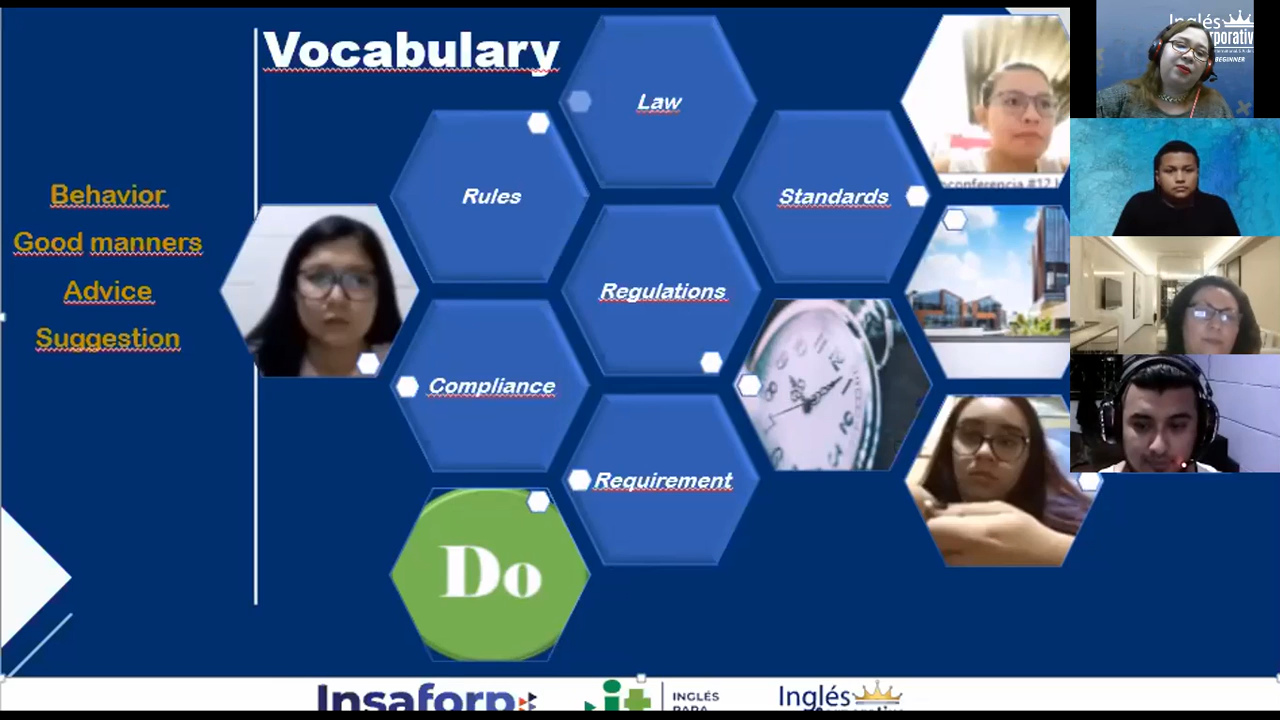 Vocabulary
Law
Rules
Standards
Behavior
Good manners
Advice
Suggestion
Regulations
Compliance
Requirement
Do
Insaforp
INGLÉS
PARA
Inglés
Inglés
BEGINNER